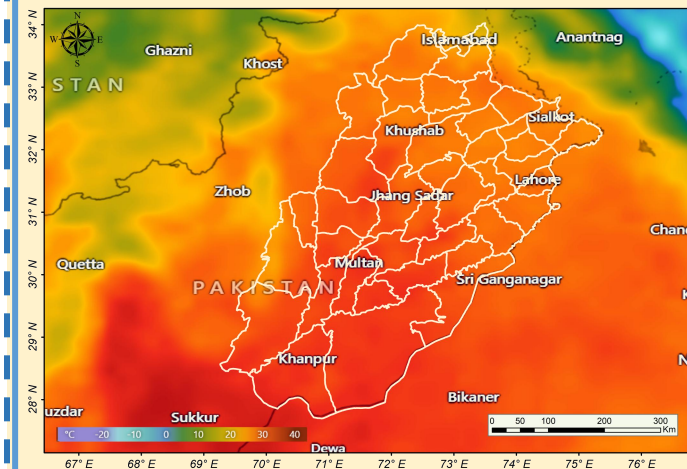 34° N
33° N
32° N
31° N
30° N
29° N
28° N
N
W E
S
Ghazni
Khost
STAN
Islamabad
Anantnag
Khushab
Sialkot
Zhob
Jhang Sadar
Lahore
Quetta
Multan
Chan
PAKISTAN
Sri Ganganagar
K
Khanpur
N
uzdar
Sukkur
Bikaner
Dewa
°C -20 -10 0 10 20 30 40
0 50 100 200 300
Km
67° E 68° E 69° E 70° E 71° E 72° E 73° E 74° E 75° E 76° E